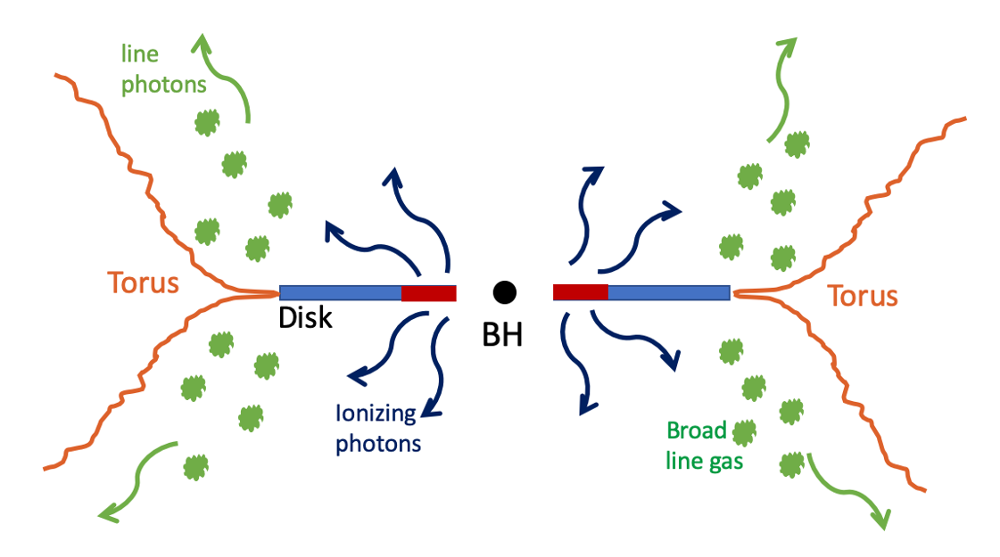 line
photons
Torus
Disk
BH
Torus
Ionizing
photons
Broad
line gas